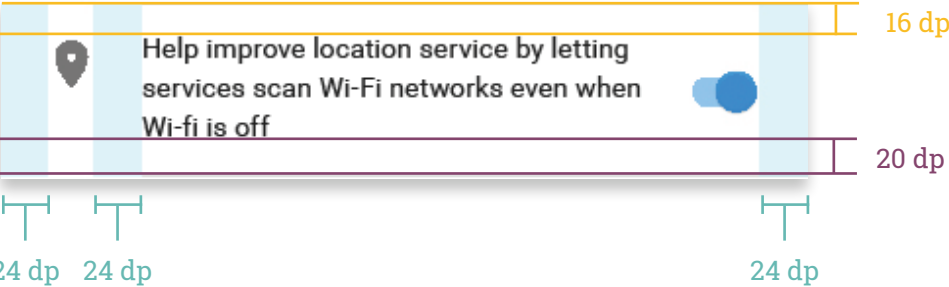 16 dp
Help improve location service by letting
services scan Wi-Fi networks even when
Wi-fi is off
20 dp
24 dp 24 dp 24 dp